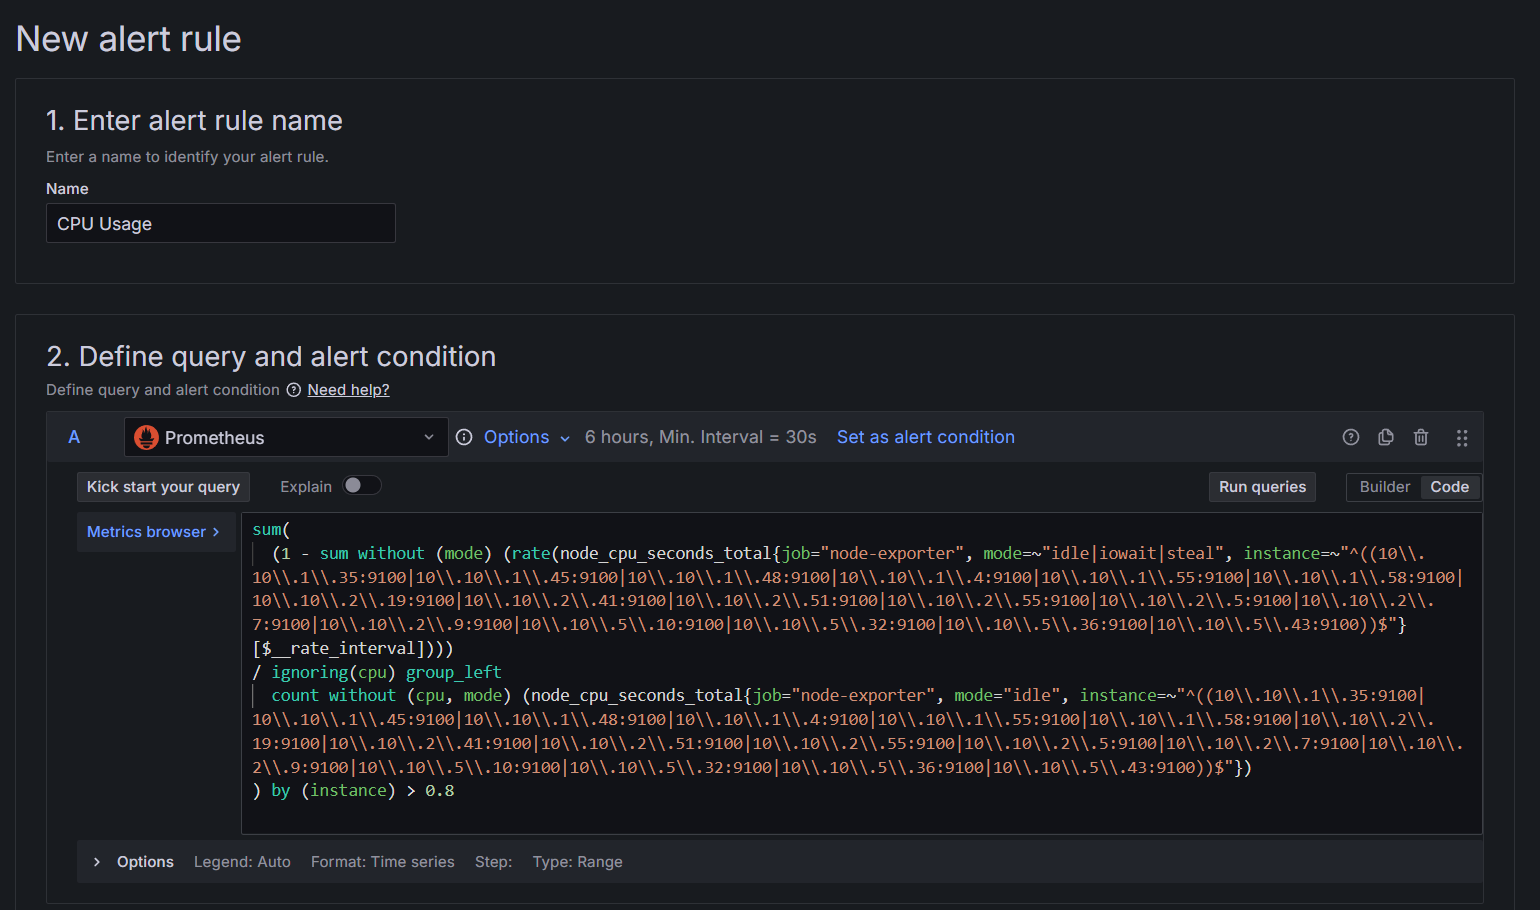 New alert rule
1. Enter alert rule name
Enter a name to identify your alert rule.
Name
CPU Usage
2. Define query and alert condition
Define query and alert condition Need help?
A Prometheus Options 6 hours, Min. Interval = 30s Set as alert condition
Kick start your query Explain Run queries Builder Code
Metrics browser >
sum(
(1 - sum without (mode) (rate(node_cpu_seconds_total{job="node-exporter", mode=~"idle|iowait|steal", instance=~"^((10\\.
10\\.1\\.35:9100|10\\.10\\.1\\.45:9100|10\\.10\\.1\\.48:9100|10\\.10\\.1\\.4:9100|10\\.10\\.1\\.55:9100|10\\.10\\.1\\.58:9100|
10\\.10\\.2\\.19:9100|10\\.10\\.2\\.41:9100|10\\.10\\.2\\.51:9100|10\\.10\\.2\\.55:9100|10\\.10\\.2\\.5:9100|10\\.10\\.2\\.
7:9100|10\\.10\\.2\\.9:9100|10\\.10\\.5\\.10:9100|10\\.10\\.5\\.32:9100|10\\.10\\.5\\.36:9100|10\\.10\\.5\\.43:9100))$"}
[$__rate_interval])))
/ ignoring(cpu) group_left
count without (cpu, mode) (node_cpu_seconds_total{job="node-exporter", mode="idle", instance=~"^((10\\.10\\.1\\.35:9100|
10\\.10\\.1\\.45:9100|10\\.10\\.1\\.48:9100|10\\.10\\.1\\.4:9100|10\\.10\\.1\\.55:9100|10\\.10\\.1\\.58:9100|10\\.10\\.2\\.
19:9100|10\\.10\\.2\\.41:9100|10\\.10\\.2\\.51:9100|10\\.10\\.2\\.55:9100|10\\.10\\.2\\.5:9100|10\\.10\\.2\\.7:9100|10\\.10\\.
2\\.9:9100|10\\.10\\.5\\.10:9100|10\\.10\\.5\\.32:9100|10\\.10\\.5\\.36:9100|10\\.10\\.5\\.43:9100))$"})
) by (instance) > 0.8
Options Legend: Auto Format: Time series Step: Type: Range